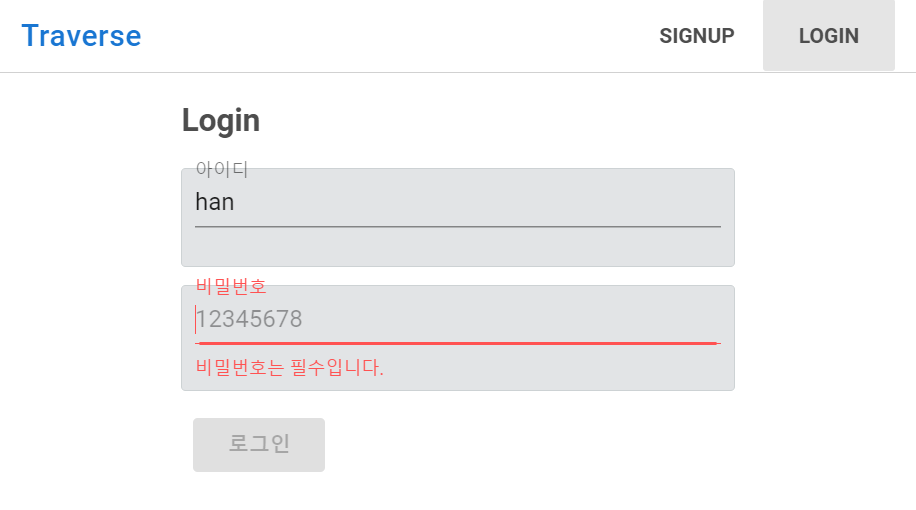 Traverse
SIGNUP LOGIN
Login
아이디
han
비밀번호
12345678
비밀번호는 필수입니다.
로그인